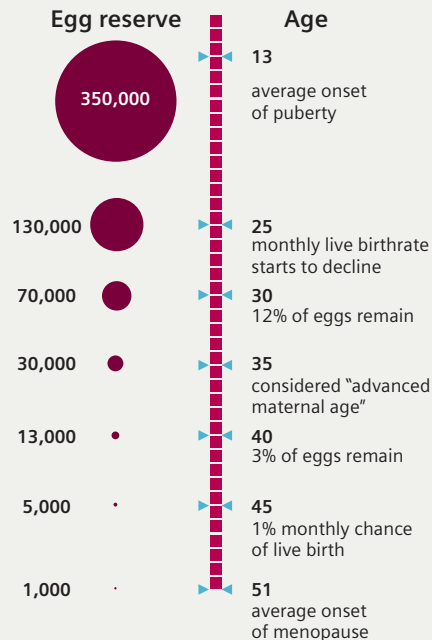 Egg reserve Age
350,000
13
average onset
of puberty
130,000
25
monthly live birthrate
starts to decline
70,000
30
12% of eggs remain
30,000
35
considered “advanced
maternal age”
13,000
40
3% of eggs remain
5,000
45
1% monthly chance
of live birth
1,000
51
average onset
of menopause